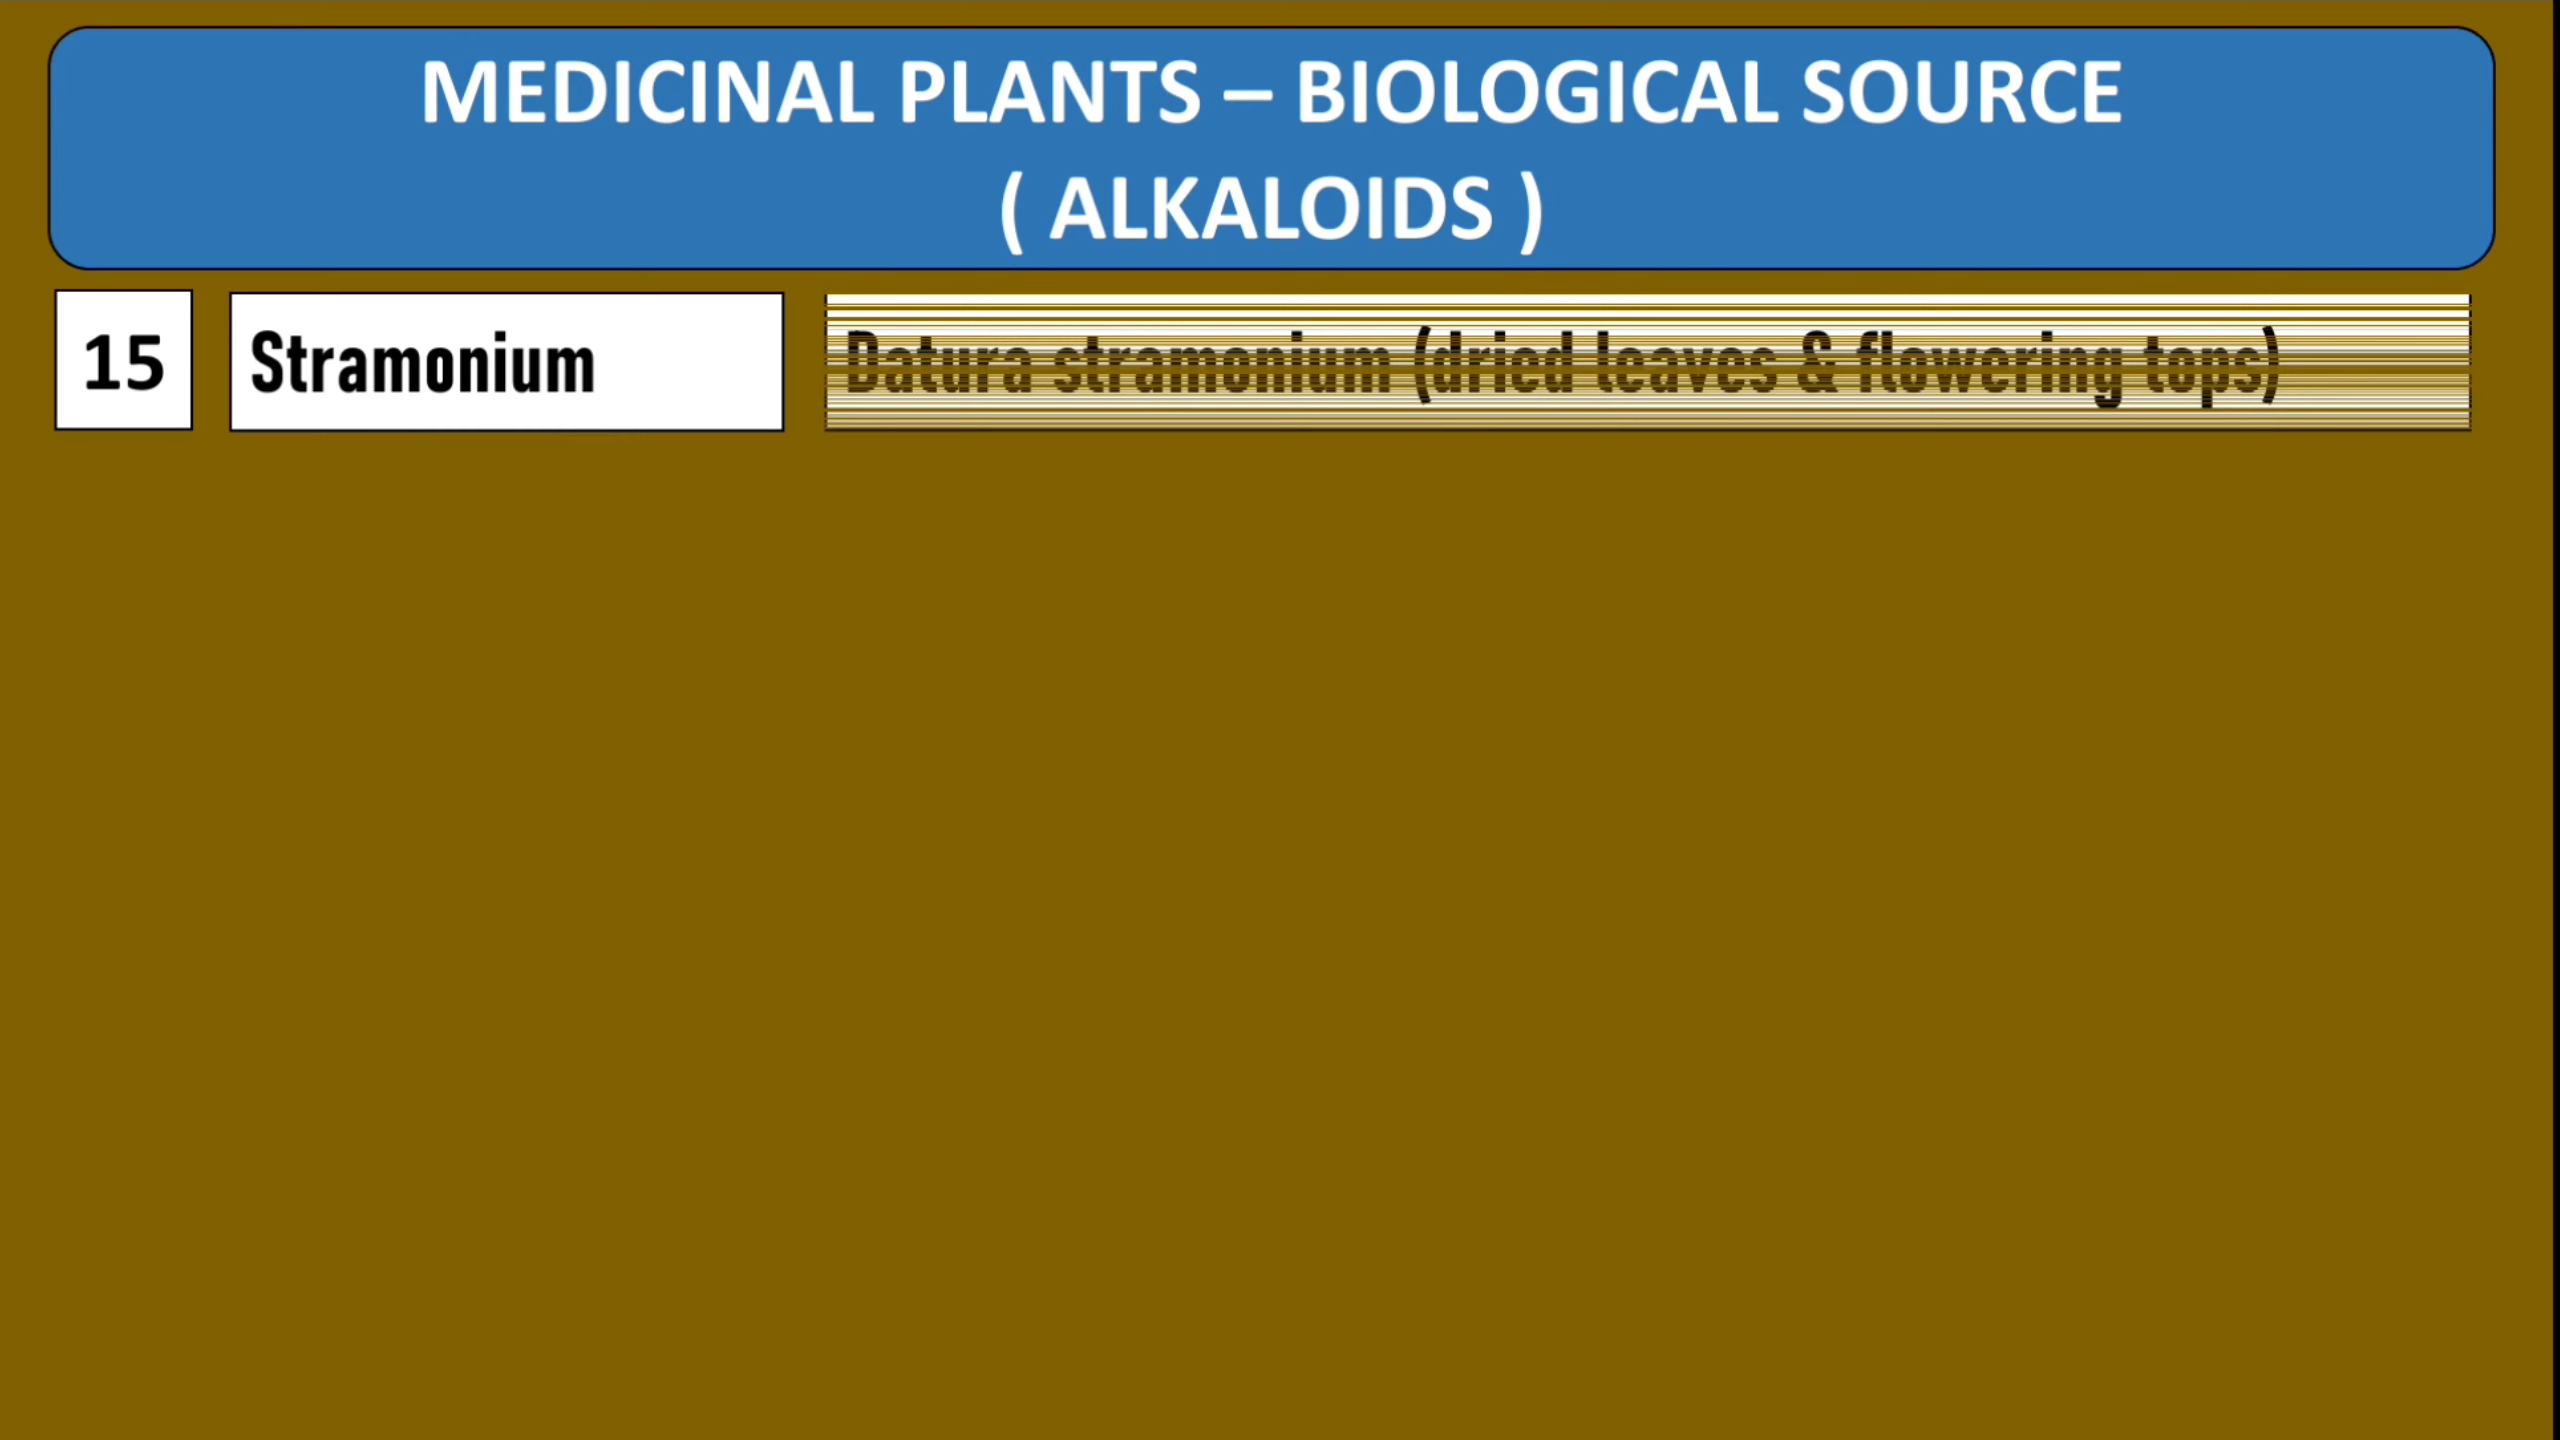 MEDICINAL PLANTS – BIOLOGICAL SOURCE
( ALKALOIDS )
15 Stramonium Datura stramonium (dried leaves & flowering tops)